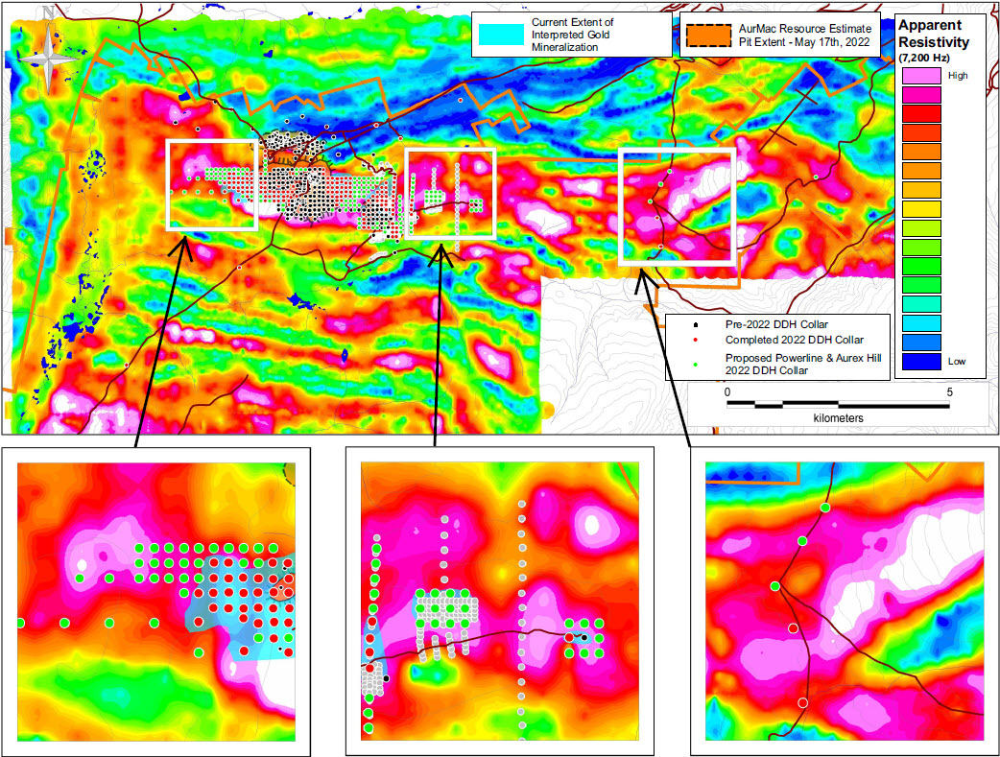 N
Current Extent of
Interpreted Gold
Mineralization
AurMac Resource Estimate
Pit Extent - May 17th, 2022
Apparent
Resistivity
(7,200 Hz)
High
Low
Pre-2022 DDH Collar
Completed 2022 DDH Collar
Proposed Powerline & Aurex Hill
2022 DDH Collar
0 5
kilometers